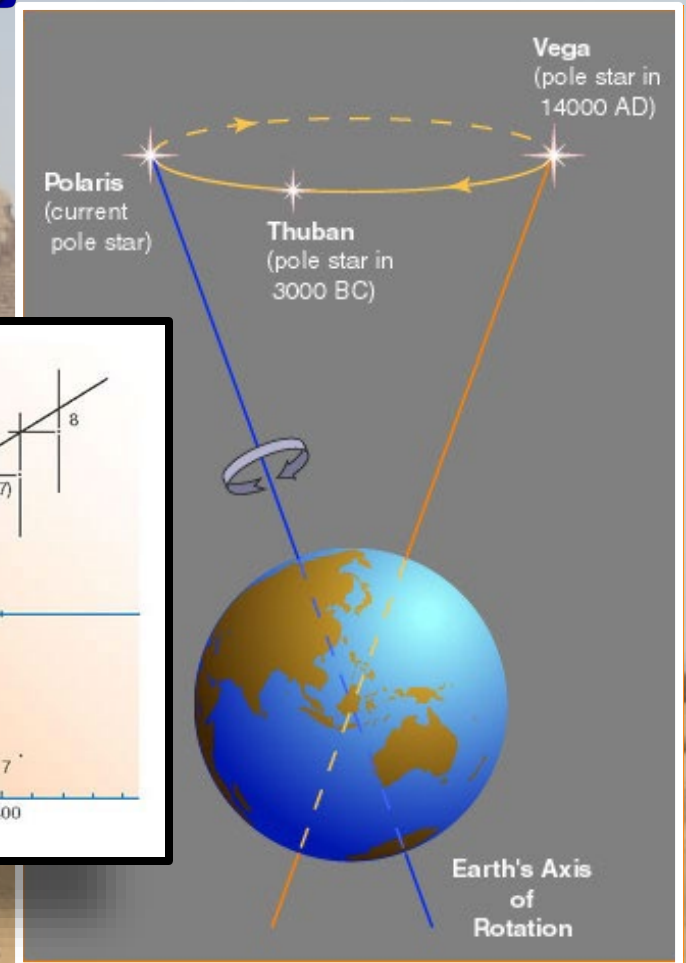 Vega
(pole star in
14000 AD)
Polaris
(current
pole star)
Thuban
(pole star in
3000 BC)
8
7)
7
00
Earth's Axis
of
Rotation